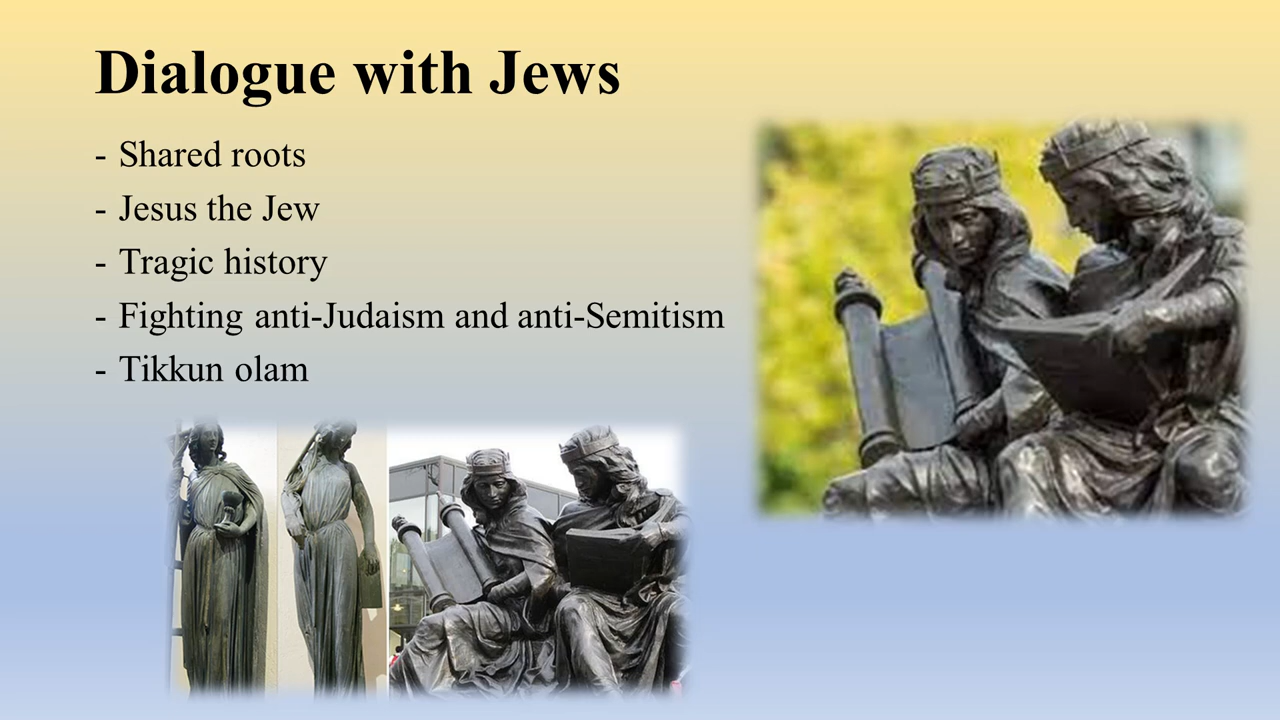 Dialogue with Jews
- Shared roots
- Jesus the Jew
- Tragic history
- Fighting anti-Judaism and anti-Semitism
- Tikkun olam